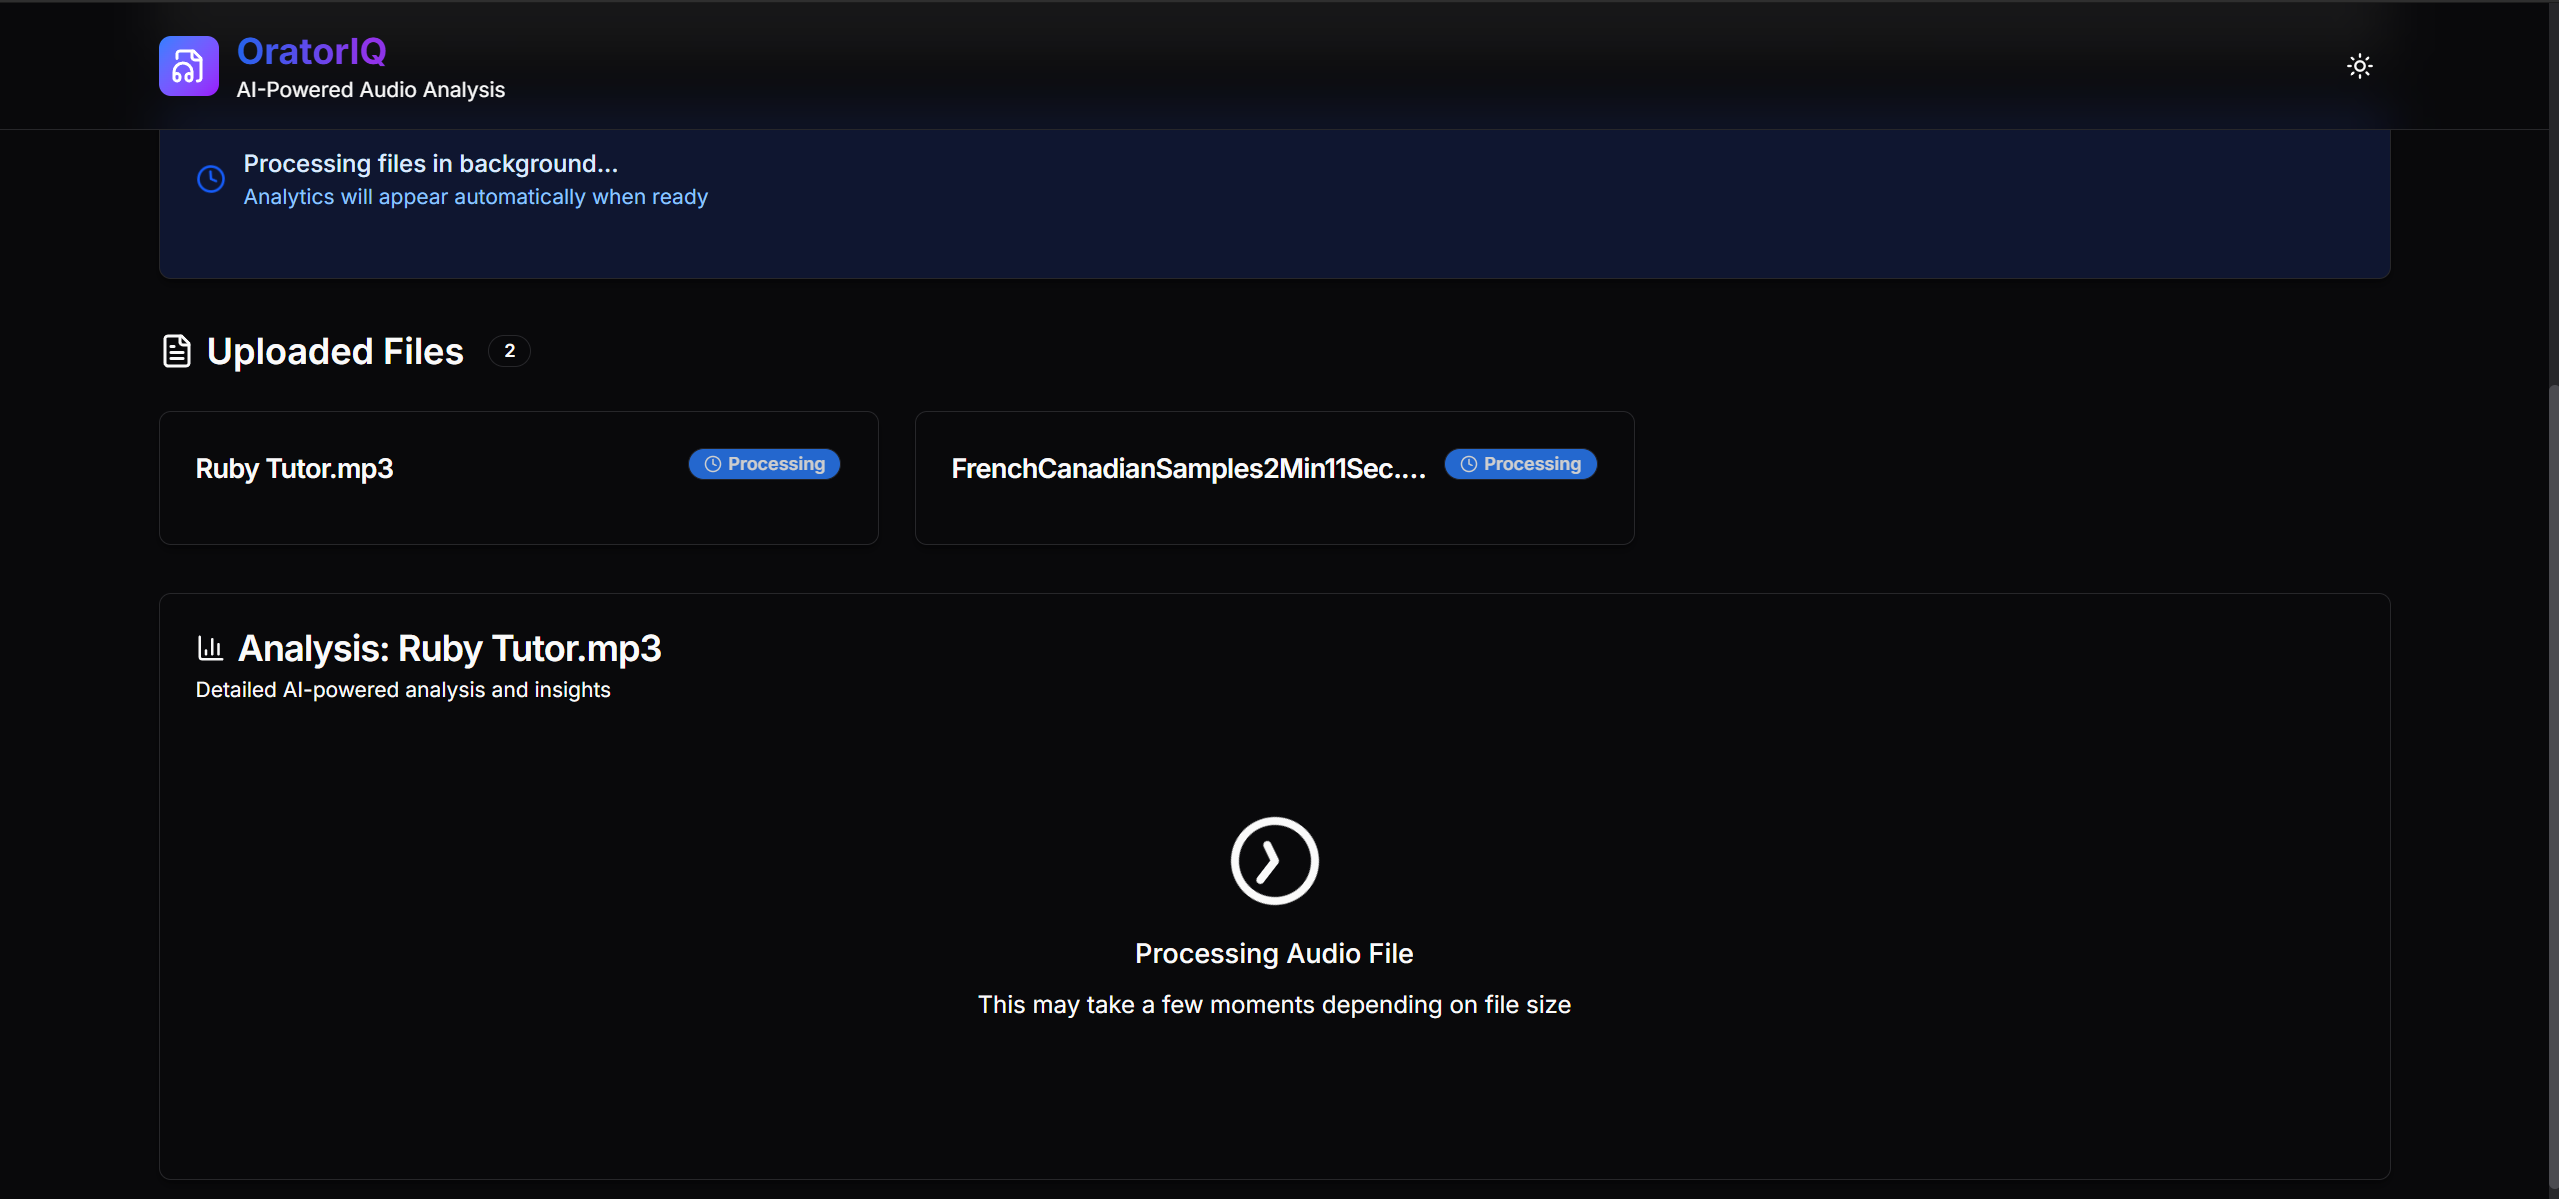 OratorIQ
AI-Powered Audio Analysis
Processing files in background...
Analytics will appear automatically when ready
Uploaded Files 2
Ruby Tutor.mp3 Processing
FrenchCanadianSamples2Min11Sec.... Processing
Analysis: Ruby Tutor.mp3
Detailed AI-powered analysis and insights
Processing Audio File
This may take a few moments depending on file size